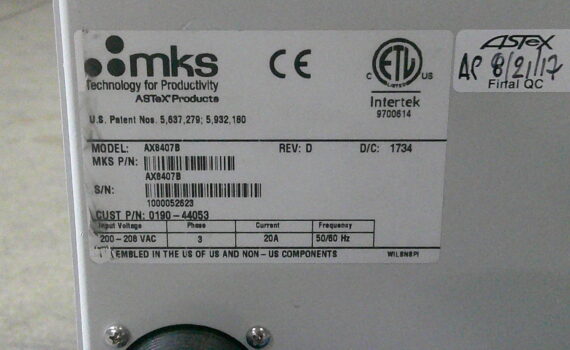 mks
Technology for Productivity
ASTeX Products
CE
C ETL US
Intertek
9700614
U.S. Patent Nos. 5,637,279; 5,932,180
MODEL: AX8407B REV: D D/C: 1734
MKS P/N:
AX8407B
S/N:
1000052623
CUST P/N: 0190-44053
Input Voltage Phase Current Frequency
200-208 VAC 3 20A 50/60 Hz
EMBLED IN THE US OF US AND NON-US COMPONENTS
ASTeX
AP 8/21/17
Final QC